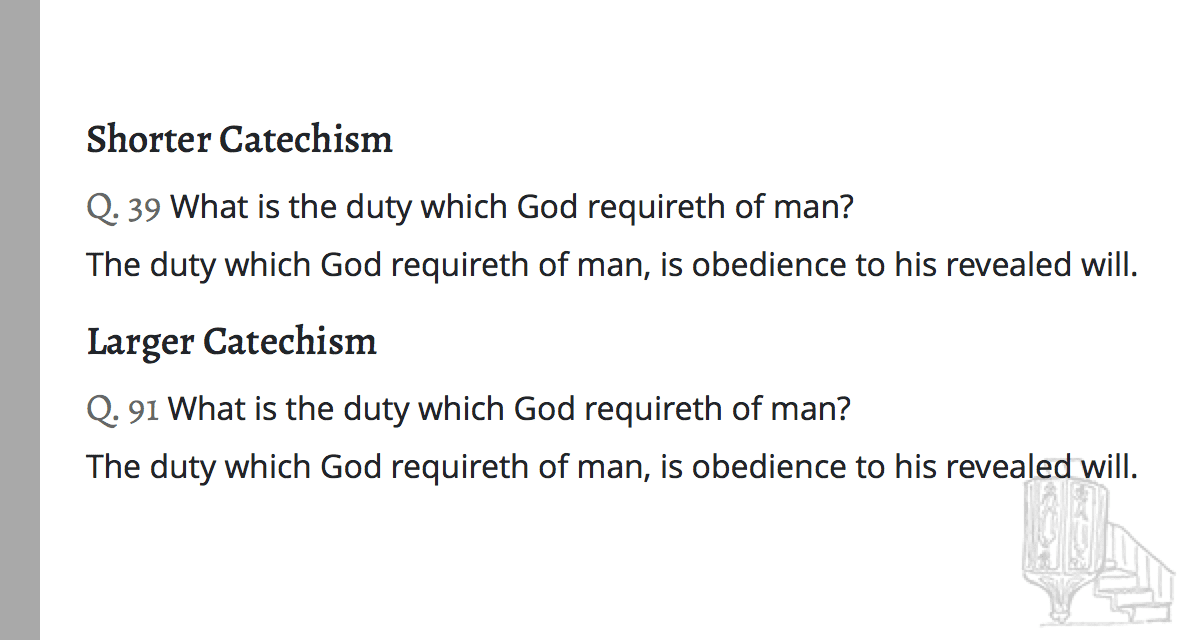 Shorter Catechism
Q. 39 What is the duty which God requireth of man?
The duty which God requireth of man, is obedience to his revealed will.
Larger Catechism
Q. 91 What is the duty which God requireth of man?
The duty which God requireth of man, is obedience to his revealed will.